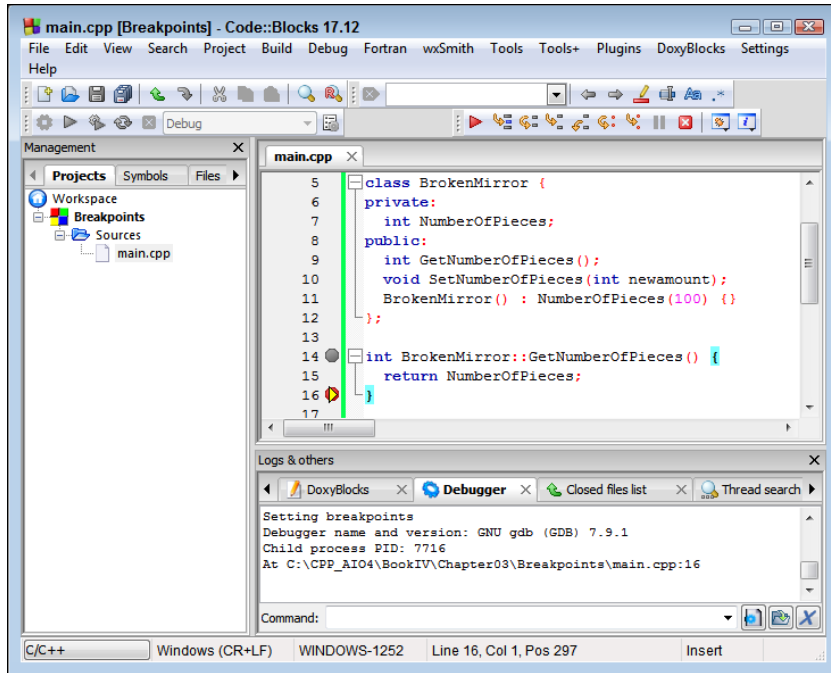 main.cpp [Breakpoints] - Code::Blocks 17.12
File Edit View Search Project Build Debug Fortran wxSmith Tools Tools+ Plugins DoxyBlocks Settings
Help
Debug
Management
Projects Symbols Files
Workspace
Breakpoints
Sources
main.cpp
main.cpp
5 class BrokenMirror {
6 private:
7 int NumberOfPieces;
8 public:
9 int GetNumberOfPieces();
10 void SetNumberOfPieces(int newamount);
11 BrokenMirror() : NumberOfPieces(100) {}
12 };
13
14 int BrokenMirror::GetNumberOfPieces() {
15 return NumberOfPieces;
16 }
17
Logs & others
DoxyBlocks Debugger Closed files list Thread search
Setting breakpoints
Debugger name and version: GNU gdb (GDB) 7.9.1
Child process PID: 7716
At C:\CPP_AIO4\BookIV\Chapter03\Breakpoints\main.cpp:16
Command:
C/C++ Windows (CR+LF) WINDOWS-1252 Line 16, Col 1, Pos 297 Insert